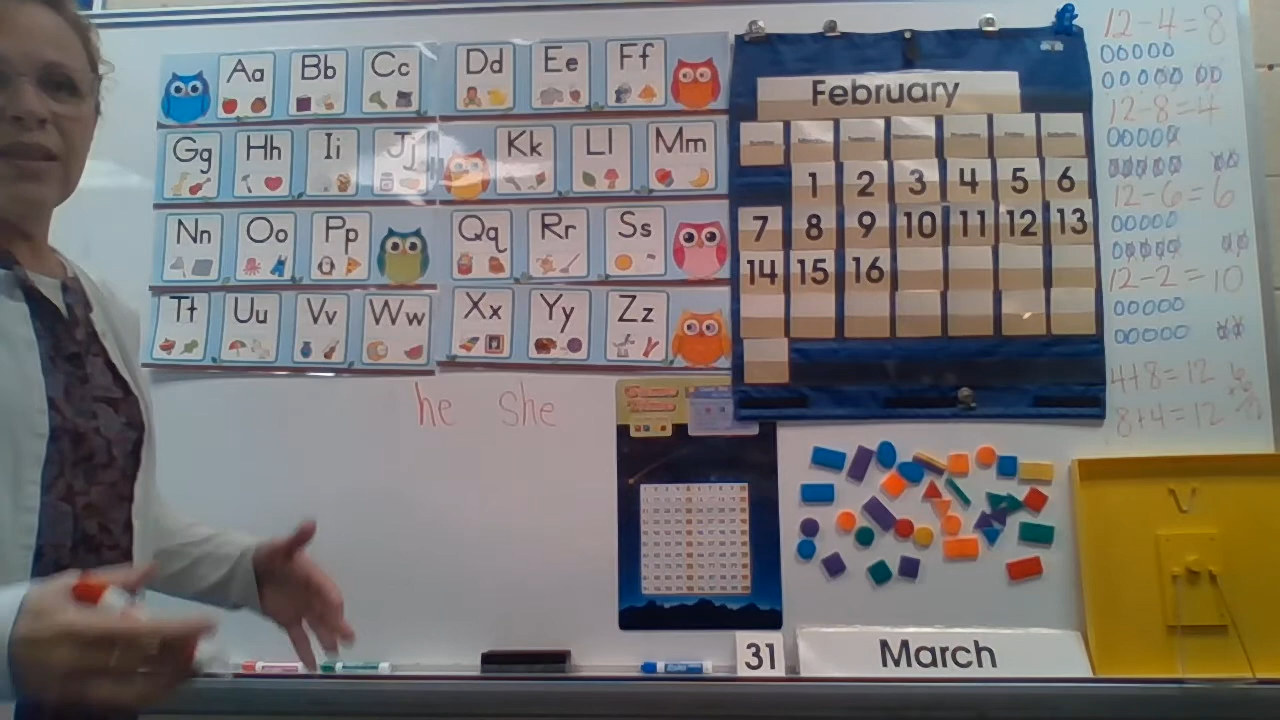 Aa Bb Cc Dd Ee Ff
Gg Hh Ii Jj Kk Ll Mm
Nn Oo Pp Qq Rr Ss
Tt Uu Vv Ww Xx Yy Zz
he she
February
1 2 3 4 5 6
7 8 9 10 11 12 13
14 15 16
12-4=8
12-8=4
12-6=6
12-2=10
4+8=12
8+4=12
31
March